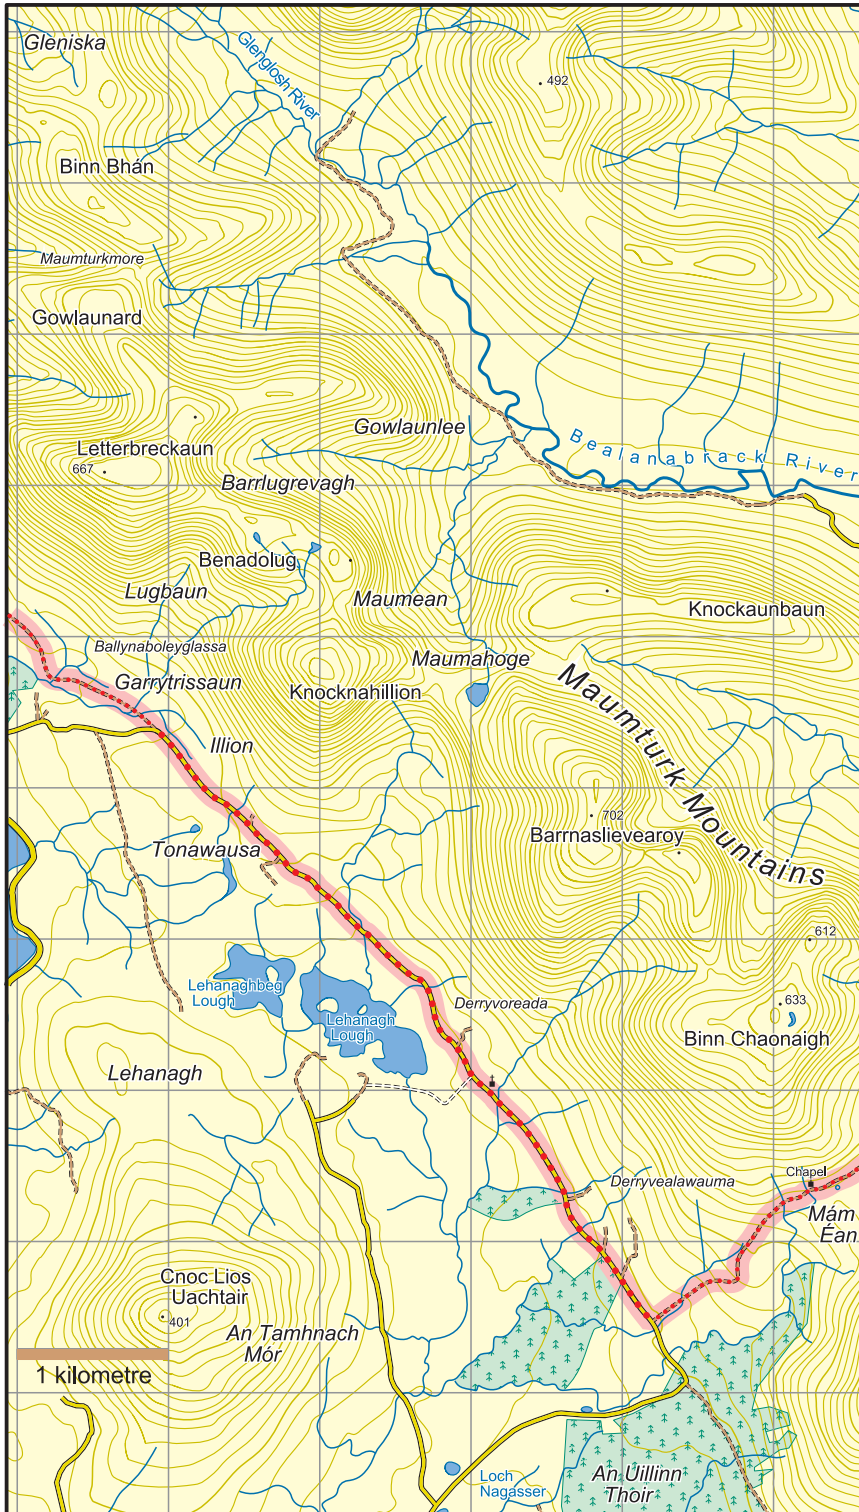 Gleniska
Glenglosh River
492
Binn Bhán
Maumturkmore
Gowlaunard
Gowlaunlee
Bealanabrack River
Letterbreckaun
667
Barrlugrevagh
Benadolug
Lugbaun
Maumean
Knockaunbaun
Ballynaboleyglassa
Maumahoge
Garrytrissaun
Knocknahillion
Maumturk Mountains
Illion
702
Barrnaslievearoy
Tonawausa
612
Lehanaghbeg
Lough
Derryvoreada
633
Lehanagh
Lough
Binn Chaonaigh
Lehanagh
Chapel
Derryvealawauma
Mám
Éan
Cnoc Lios
Uachtair
401
An Tamhnach
Mór
1 kilometre
Loch
Nagasser
An Uillinn
Thoir